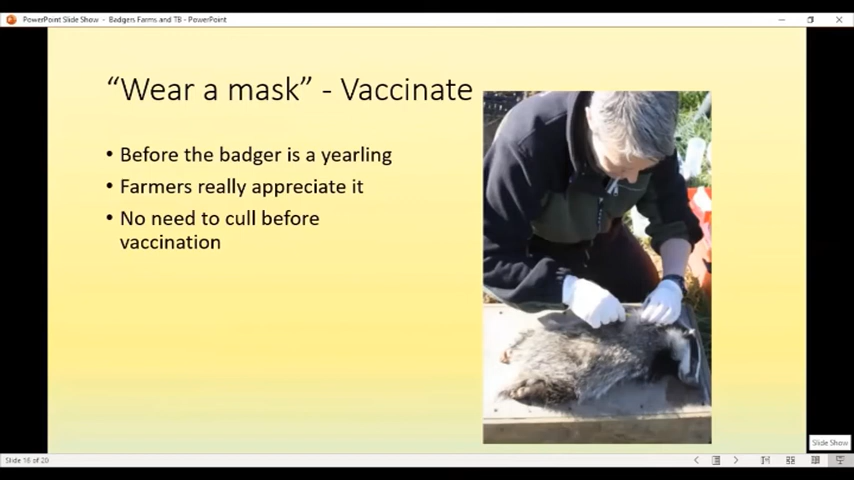 PowerPoint Slide Show - Badgers Farms and TB - PowerPoint
“Wear a mask” - Vaccinate
• Before the badger is a yearling
• Farmers really appreciate it
• No need to cull before
vaccination
Slide Show
Slide 16 of 20